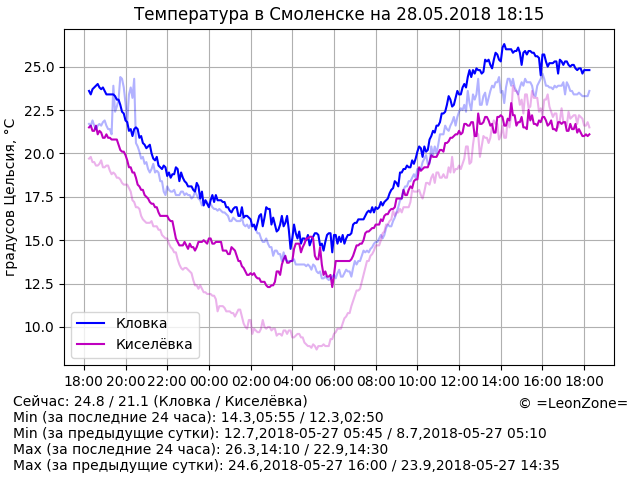 Температура в Смоленске на 28.05.2018 18:15
градусов Цельсия, °C
25.0
22.5
20.0
17.5
15.0
12.5
10.0
Кловка
Киселёвка
18:00 20:00 22:00 00:00 02:00 04:00 06:00 08:00 10:00 12:00 14:00 16:00 18:00
Сейчас: 24.8 / 21.1 (Кловка / Киселёвка)
© =LeonZone=
Min (за последние 24 часа): 14.3,05:55 / 12.3,02:50
Min (за предыдущие сутки): 12.7,2018-05-27 05:45 / 8.7,2018-05-27 05:10
Max (за последние 24 часа): 26.3,14:10 / 22.9,14:30
Max (за предыдущие сутки): 24.6,2018-05-27 16:00 / 23.9,2018-05-27 14:35